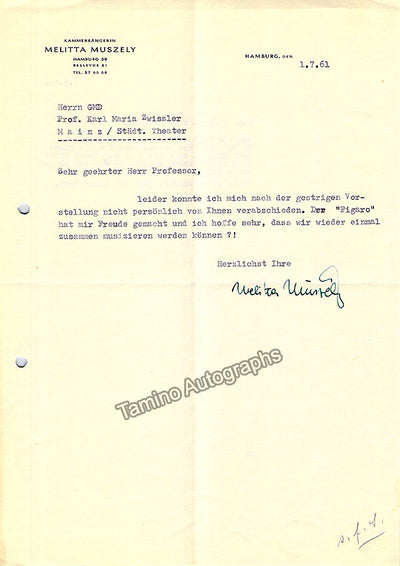 KAMMERSÄNGERIN
MELITTA MUSZELY
HAMBURG 39
BELLEVUE 31
TEL. 27 65 68
HAMBURG, DEN
1.7.61
Herrn GMD
Prof. Karl Maria Zwissler
Mainz / Städt. Theater
Sehr geehrter Herr Professor,
leider konnte ich mich nach der gestrigen Vor-
stellung nicht persönlich von Ihnen verabschieden. Der "Figaro"
hat mir Freude gemacht und ich hoffe sehr, dass wir wieder einmal
zusammen musizieren werden können ?!
Herzlichst Ihre
Melitta Muszely
Tamino Autographs